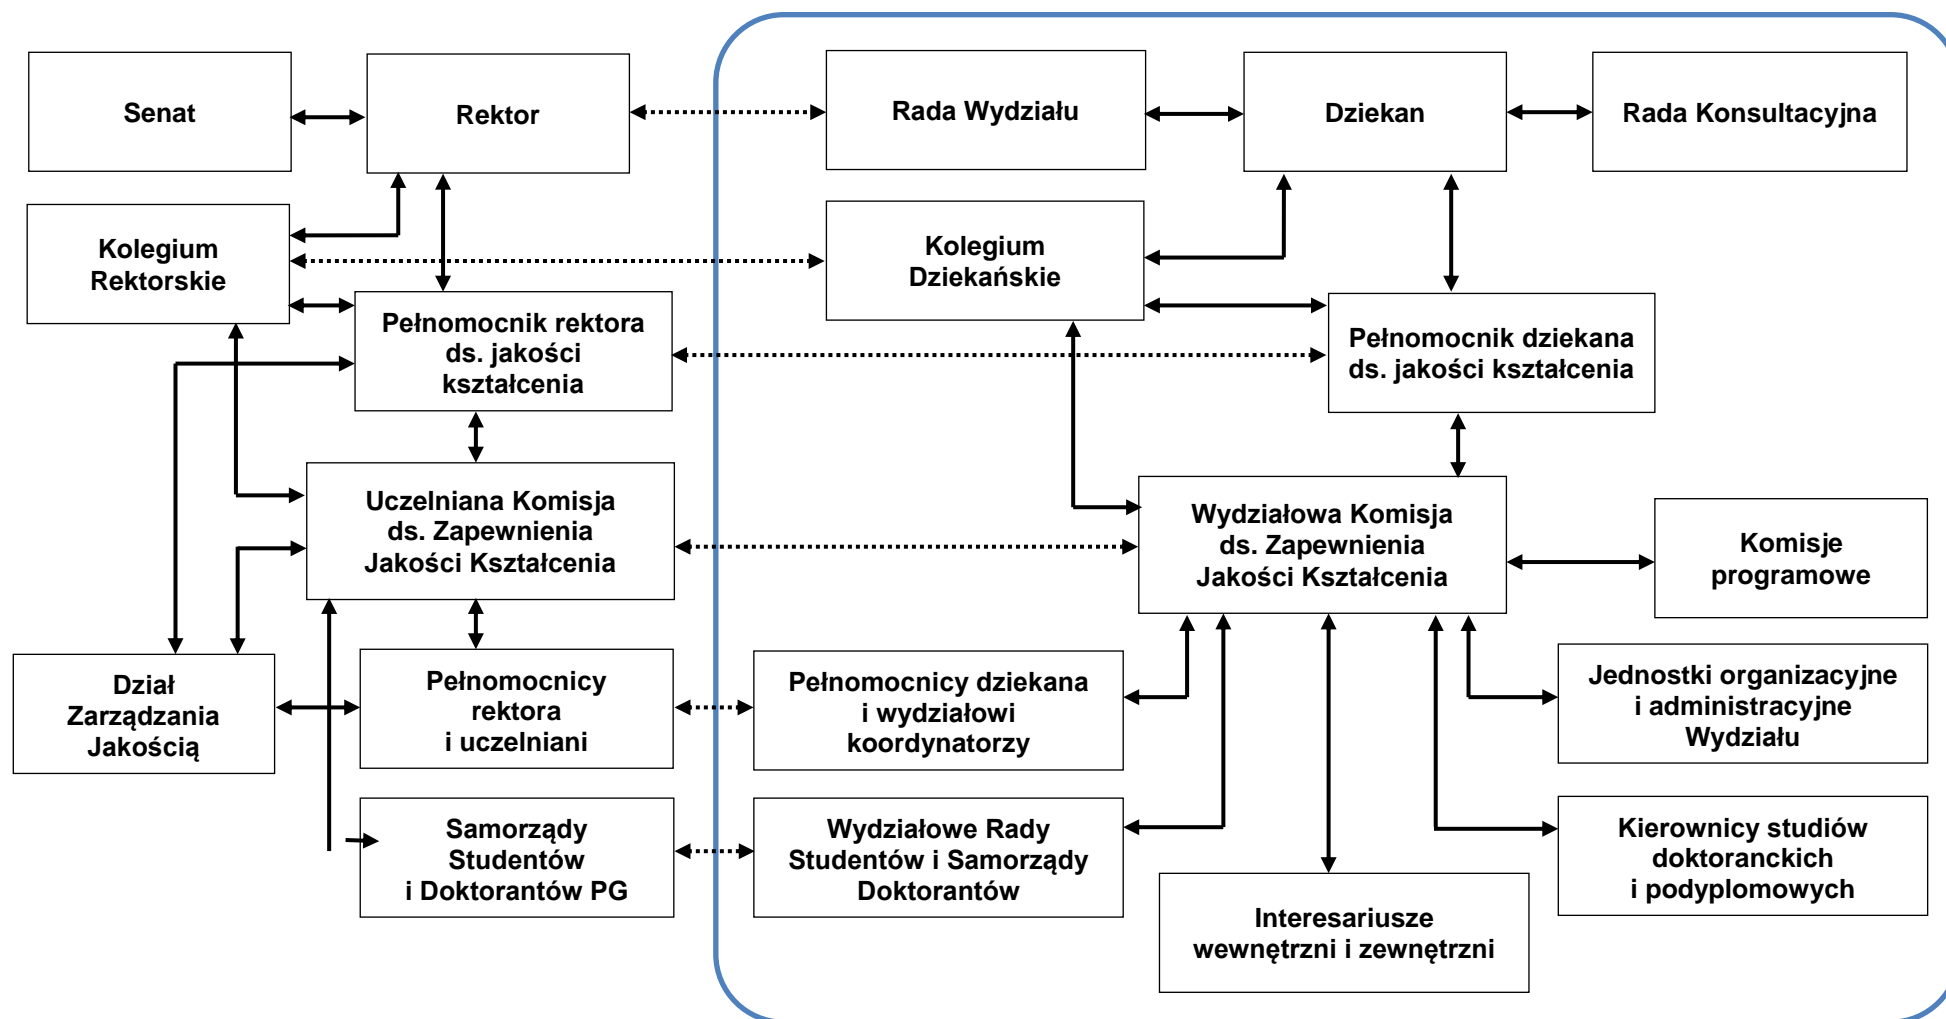 Senat
Rektor
Rada Wydziału
Dziekan
Rada Konsultacyjna
Kolegium
Rektorskie
Kolegium
Dziekańskie
Pełnomocnik rektora
ds. jakości
kształcenia
Pełnomocnik dziekana
ds. jakości kształcenia
Uczelniana Komisja
ds. Zapewnienia
Jakości Kształcenia
Wydziałowa Komisja
ds. Zapewnienia
Jakości Kształcenia
Komisje
programowe
Dział
Zarządzania
Jakością
Pełnomocnicy
rektora
i uczelniani
Pełnomocnicy dziekana
i wydziałowi
koordynatorzy
Jednostki organizacyjne
i administracyjne
Wydziału
Samorządy
Studentów
i Doktorantów PG
Wydziałowe Rady
Studentów i Samorządy
Doktorantów
Interesariusze
wewnętrzni i zewnętrzni
Kierownicy studiów
doktoranckich
i podyplomowych